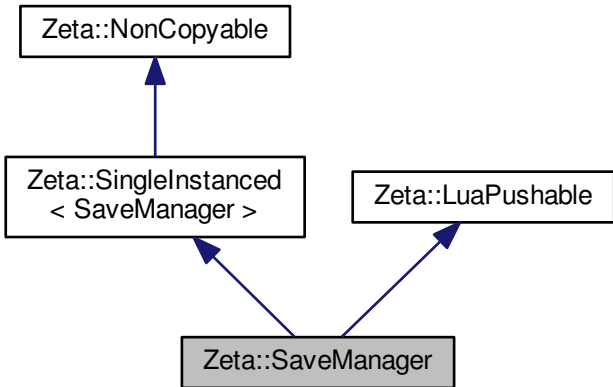 Zeta::NonCopyable
Zeta::SingleInstanced
< SaveManager >
Zeta::LuaPushable
Zeta::SaveManager